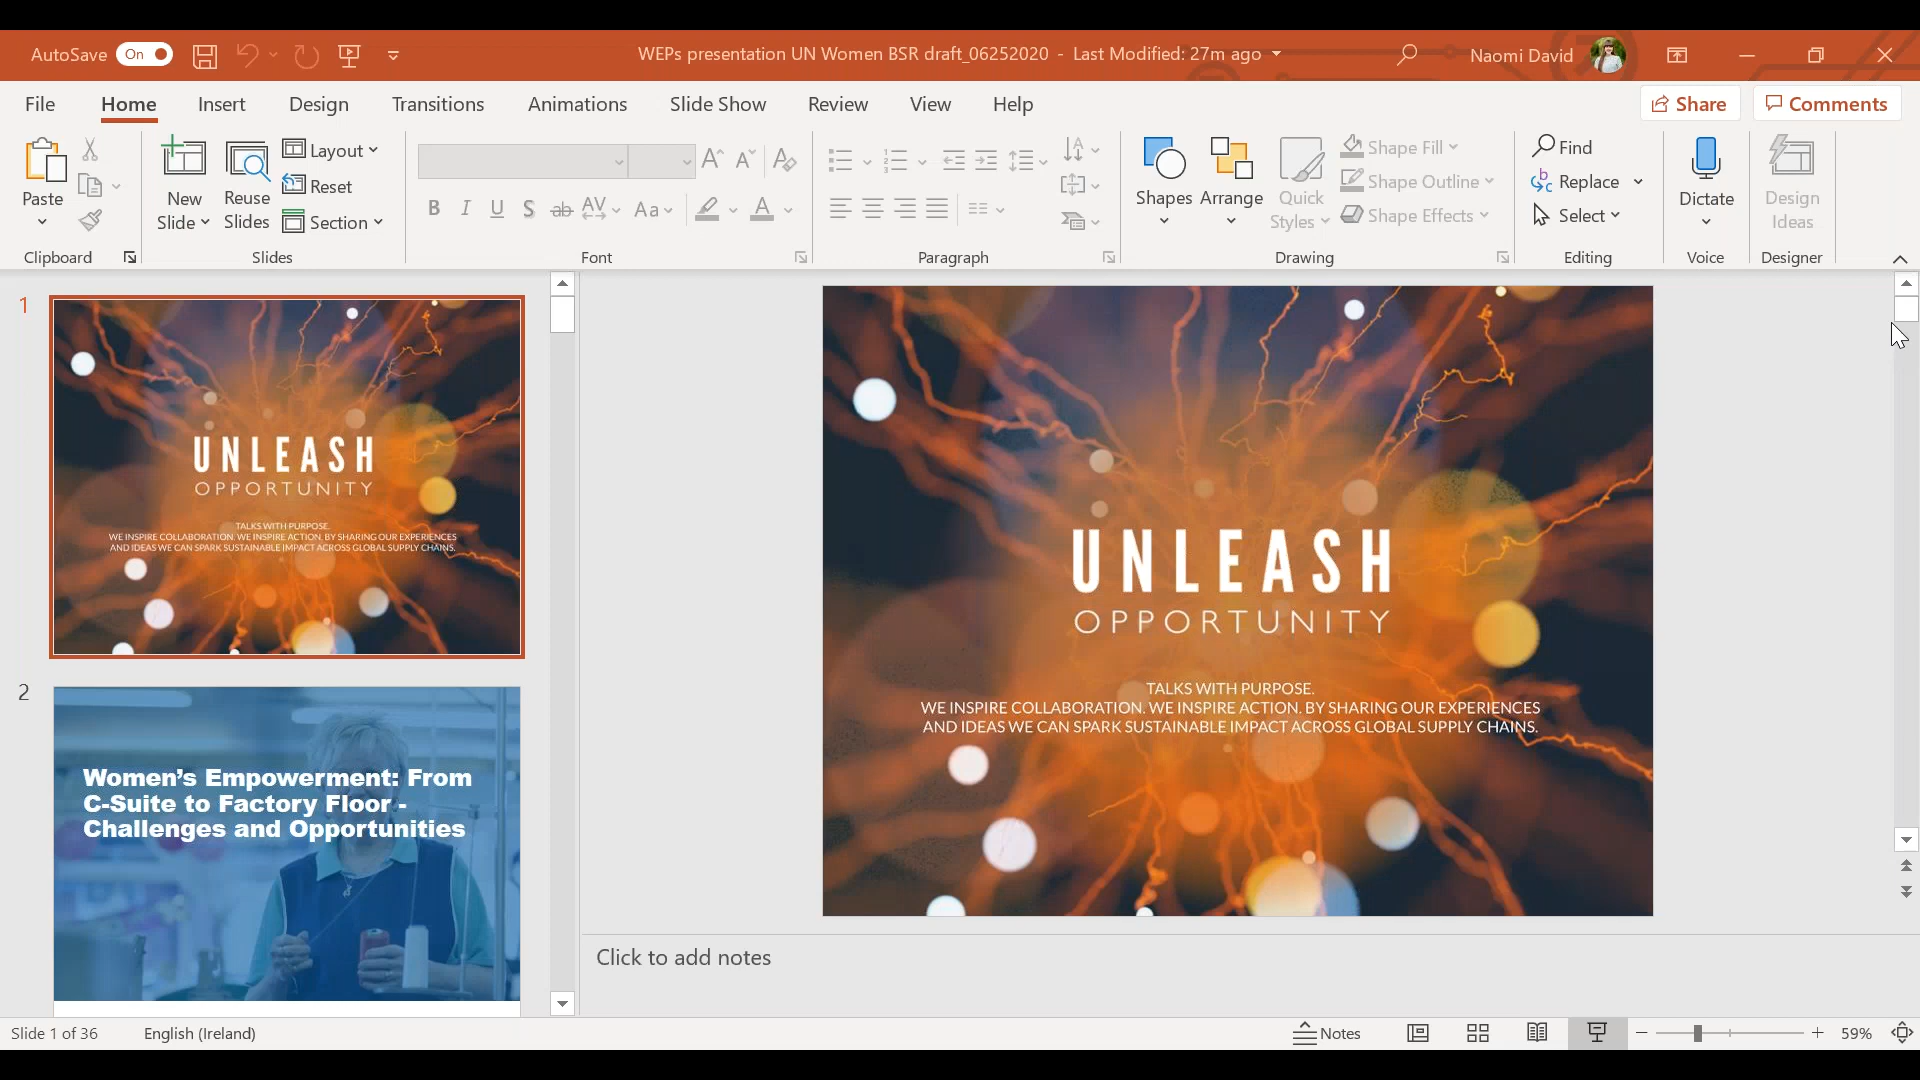 AutoSave On
WEPs presentation UN Women BSR draft_06252020 - Last Modified: 27m ago
Naomi David
File Home Insert Design Transitions Animations Slide Show Review View Help
Share Comments
Paste
Clipboard
New Slide
Reuse Slides
Layout
Reset
Section
Slides
B I U S ab AV Aa A
Font
Paragraph
Shapes
Arrange
Quick Styles
Shape Fill
Shape Outline
Shape Effects
Drawing
Find
Replace
Select
Editing
Dictate
Voice
Design Ideas
Designer
1
UNLEASH
OPPORTUNITY
TALKS WITH PURPOSE.
WE INSPIRE COLLABORATION. WE INSPIRE ACTION. BY SHARING OUR EXPERIENCES
AND IDEAS WE CAN SPARK SUSTAINABLE IMPACT ACROSS GLOBAL SUPPLY CHAINS.
2
Women’s Empowerment: From
C-Suite to Factory Floor -
Challenges and Opportunities
UNLEASH
OPPORTUNITY
TALKS WITH PURPOSE.
WE INSPIRE COLLABORATION. WE INSPIRE ACTION. BY SHARING OUR EXPERIENCES
AND IDEAS WE CAN SPARK SUSTAINABLE IMPACT ACROSS GLOBAL SUPPLY CHAINS.
Click to add notes
Slide 1 of 36 English (Ireland) Notes 59%